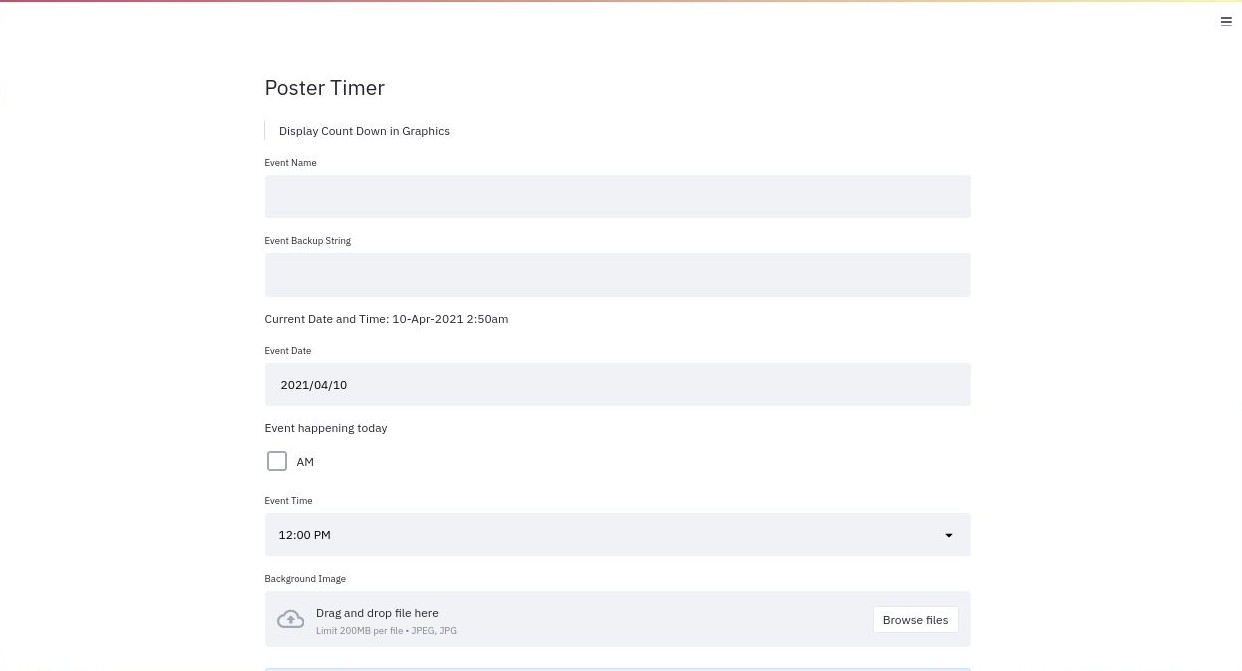 Poster Timer
Display Count Down in Graphics
Event Name
Event Backup String
Current Date and Time: 10-Apr-2021 2:50am
Event Date
2021/04/10
Event happening today
AM
Event Time
12:00 PM
Background Image
Drag and drop file here
Limit 200MB per file • JPEG, JPG
Browse files